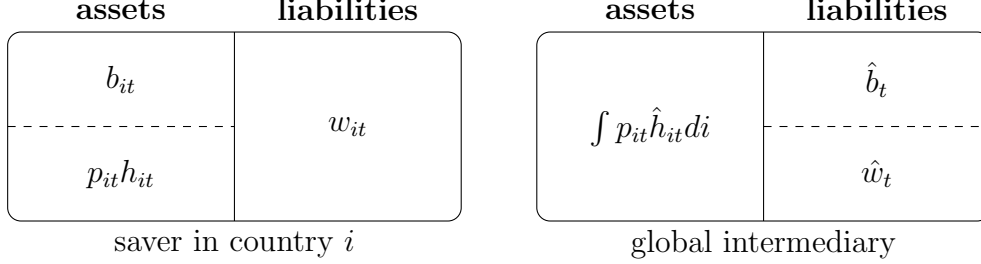 assets liabilities assets liabilities
$b_{it}$ $\hat{b}_t$
$w_{it}$ $\int p_{it}\hat{h}_{it}di$
$p_{it}h_{it}$ $\hat{w}_t$
saver in country $i$ global intermediary